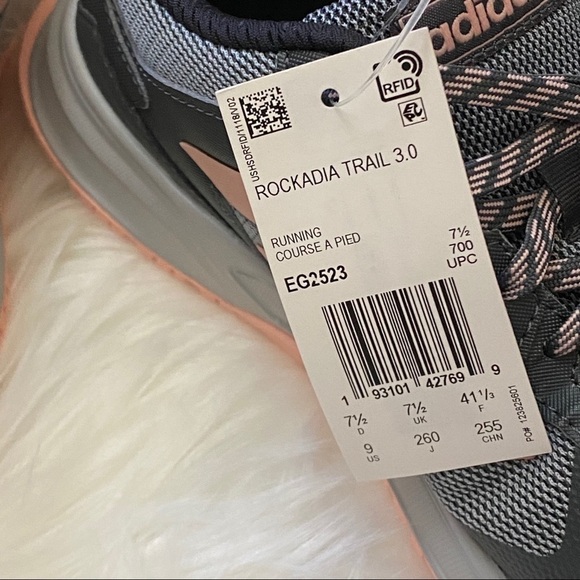 adidas
RFID
USHSDRFID/1118/V02
ROCKADIA TRAIL 3.0
RUNNING
COURSE A PIED
7½
700
UPC
EG2523
1 93101 42769 9
7½ 7½ 41⅓
D UK F
9 260 255
US J CHN
PO# 123825601